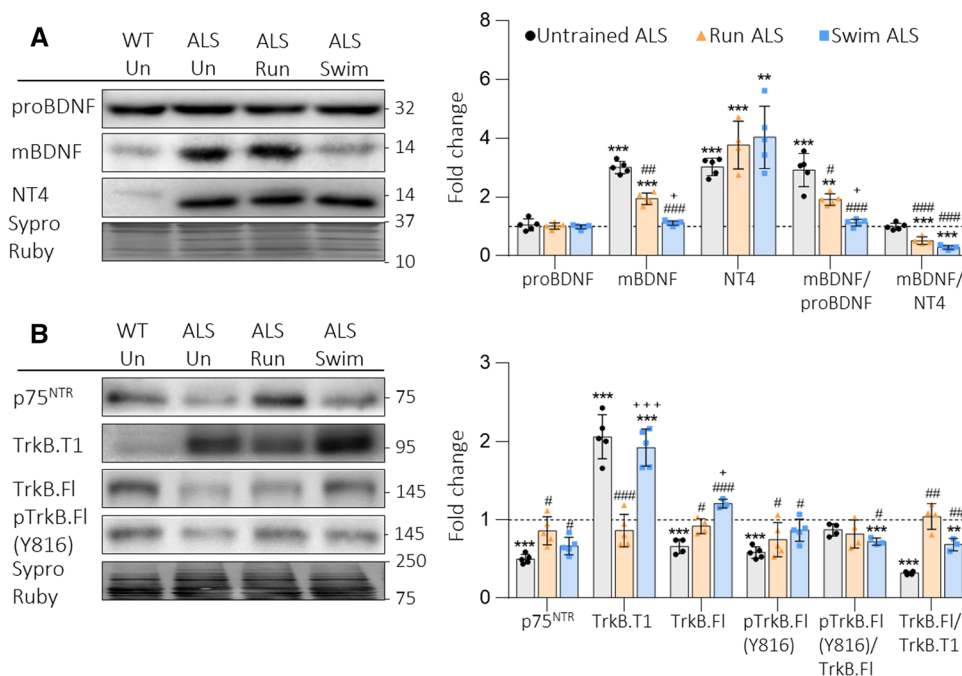 A
WT ALS ALS ALS
Un Un Run Swim
proBDNF 32
mBDNF 14
NT4 14
37
Sypro
Ruby
10
Fold change
8
6
4
2
0
Untrained ALS Run ALS Swim ALS
*** ## *** + ### *** *** ** *** # ** + ### ### *** ### ***
proBDNF mBDNF NT4 mBDNF/ proBDNF mBDNF/ NT4
B
WT ALS ALS ALS
Un Un Run Swim
p75NTR 75
TrkB.T1 95
TrkB.Fl 145
pTrkB.Fl
(Y816) 145
250
Sypro
Ruby
75
Fold change
3
2
1
0
*** # # *** ### +++ *** *** # + ### *** # # # *** *** ## ## **
p75NTR TrkB.T1 TrkB.Fl pTrkB.Fl (Y816) pTrkB.Fl (Y816)/ TrkB.Fl TrkB.Fl/ TrkB.T1